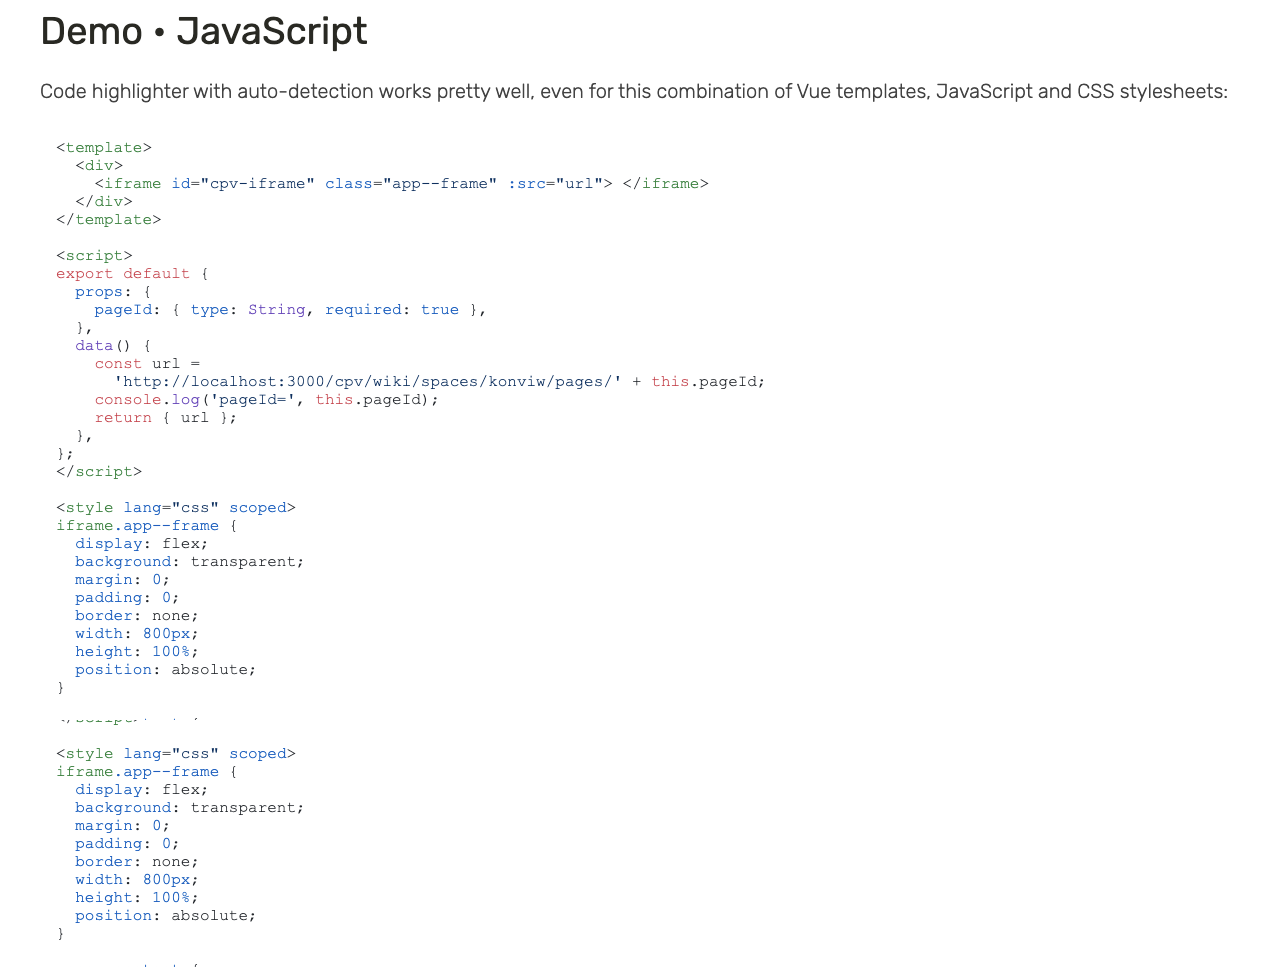 Demo • JavaScript
Code highlighter with auto-detection works pretty well, even for this combination of Vue templates, JavaScript and CSS stylesheets:
<template>
  <div>
    <iframe id="cpv-iframe" class="app--frame" :src="url"> </iframe>
  </div>
</template>

<script>
export default {
  props: {
    pageId: { type: String, required: true },
  },
  data() {
    const url =
      'http://localhost:3000/cpv/wiki/spaces/konviw/pages/' + this.pageId;
    console.log('pageId=', this.pageId);
    return { url };
  },
};
</script>

<style lang="css" scoped>
iframe.app--frame {
  display: flex;
  background: transparent;
  margin: 0;
  padding: 0;
  border: none;
  width: 800px;
  height: 100%;
  position: absolute;
}

<style lang="css" scoped>
iframe.app--frame {
  display: flex;
  background: transparent;
  margin: 0;
  padding: 0;
  border: none;
  width: 800px;
  height: 100%;
  position: absolute;
}